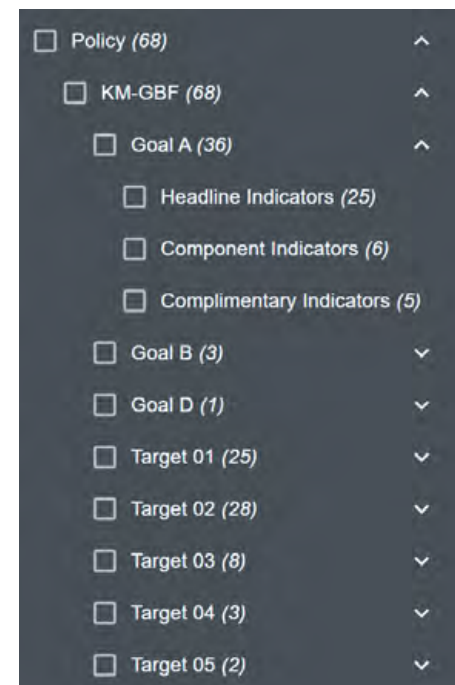 Policy (68)
KM-GBF (68)
Goal A (36)
Headline Indicators (25)
Component Indicators (6)
Complimentary Indicators (5)
Goal B (3)
Goal D (1)
Target 01 (25)
Target 02 (28)
Target 03 (8)
Target 04 (3)
Target 05 (2)